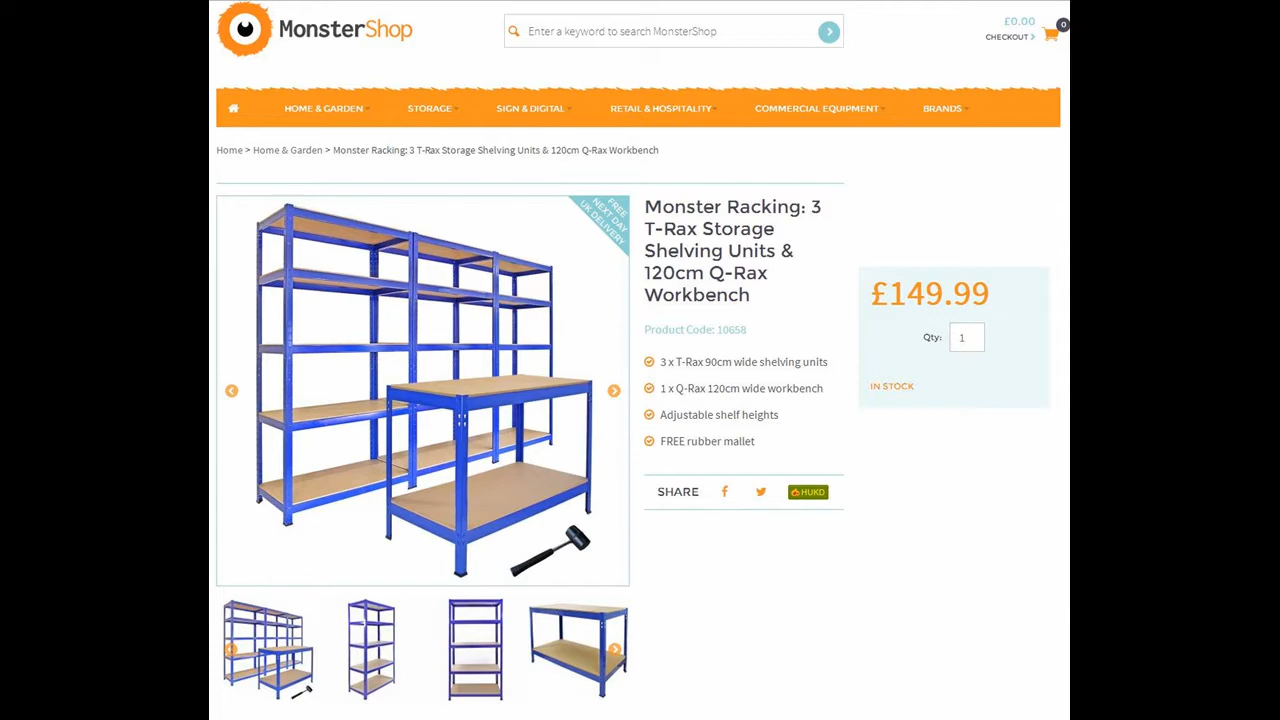 MonsterShop
Enter a keyword to search MonsterShop
£0.00
CHECKOUT
0
HOME & GARDEN
STORAGE
SIGN & DIGITAL
RETAIL & HOSPITALITY
COMMERCIAL EQUIPMENT
BRANDS
Home > Home & Garden > Monster Racking: 3 T-Rax Storage Shelving Units & 120cm Q-Rax Workbench
FREE
NEXT DAY
UK DELIVERY
Monster Racking: 3
T-Rax Storage
Shelving Units &
120cm Q-Rax
Workbench
Product Code: 10658
3 x T-Rax 90cm wide shelving units
1 x Q-Rax 120cm wide workbench
Adjustable shelf heights
FREE rubber mallet
SHARE
HUKD
£149.99
Qty: 1
IN STOCK